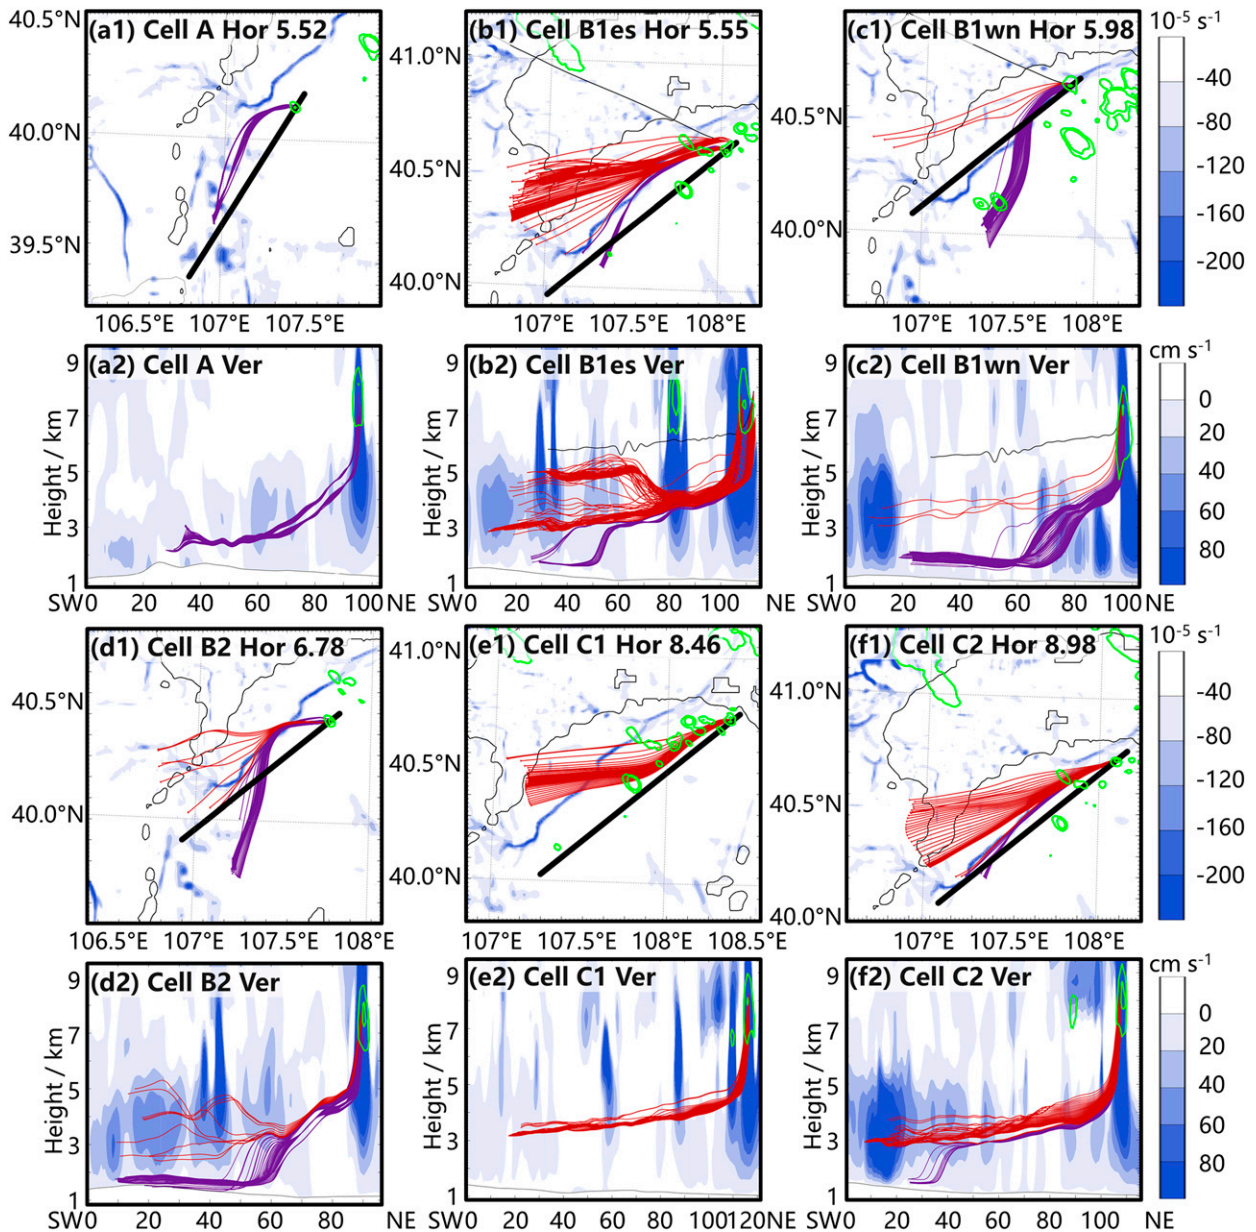 (a1) Cell A Hor 5.52
(b1) Cell B1es Hor 5.55
(c1) Cell B1wn Hor 5.98
10⁻⁵ s⁻¹
40.5°N
40.0°N
39.5°N
106.5°E 107°E 107.5°E
41.0°N
40.5°N
40.0°N
107°E 107.5°E 108°E
40.5°N
40.0°N
107°E 107.5°E 108°E
-40
-80
-120
-160
-200
(a2) Cell A Ver
(b2) Cell B1es Ver
(c2) Cell B1wn Ver
cm s⁻¹
Height / km
9
7
5
3
1
SW0 20 40 60 80 100 NE
Height / km
9
7
5
3
1
SW0 20 40 60 80 100 NE
Height / km
9
7
5
3
1
SW0 20 40 60 80 100 NE
0
20
40
60
80
(d1) Cell B2 Hor 6.78
(e1) Cell C1 Hor 8.46
(f1) Cell C2 Hor 8.98
10⁻⁵ s⁻¹
40.5°N
40.0°N
106.5°E 107°E 107.5°E 108°E
41.0°N
40.5°N
40.0°N
107°E 107.5°E 108°E 108.5°E
41.0°N
40.5°N
40.0°N
107°E 107.5°E 108°E
-40
-80
-120
-160
-200
(d2) Cell B2 Ver
(e2) Cell C1 Ver
(f2) Cell C2 Ver
cm s⁻¹
Height / km
9
7
5
3
1
SW0 20 40 60 80 NE
Height / km
9
7
5
3
1
SW0 20 40 60 80 100120 NE
Height / km
9
7
5
3
1
SW0 20 40 60 80 100 NE
0
20
40
60
80